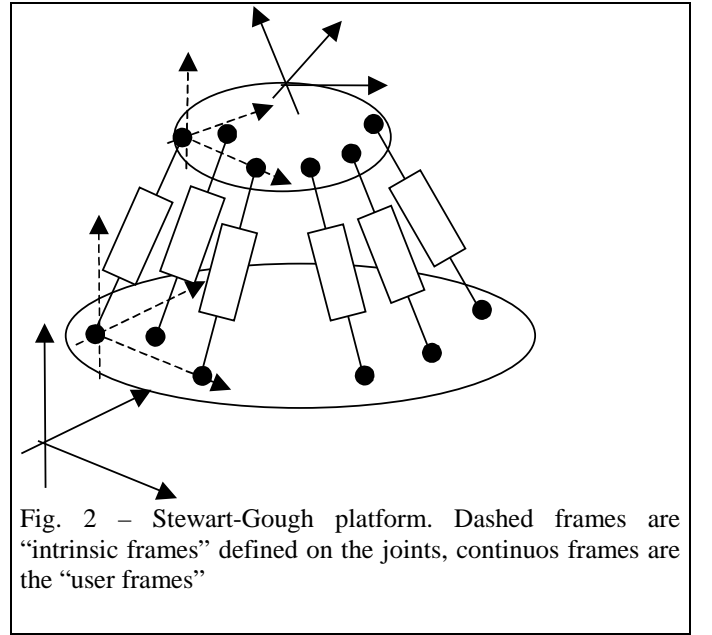 Fig. 2 – Stewart-Gough platform. Dashed frames are
“intrinsic frames” defined on the joints, continuos frames are
the “user frames”